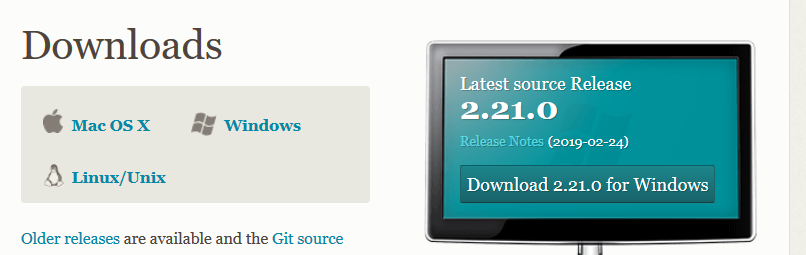 Downloads
Mac OS X
Windows
Linux/Unix
Older releases are available and the Git source
Latest source Release
2.21.0
Release Notes (2019-02-24)
Download 2.21.0 for Windows